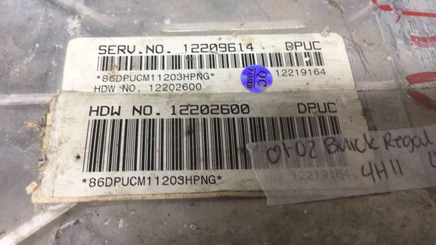 SERV.NO. 12209614 BPUC
*86DPUCM11203HPNG* 12219164
HDW NO. 12202600
HDW NO. 12202600 DPUC
*86DPUCM11203HPNG* 12219164
01-02 Buick Regal
4H11